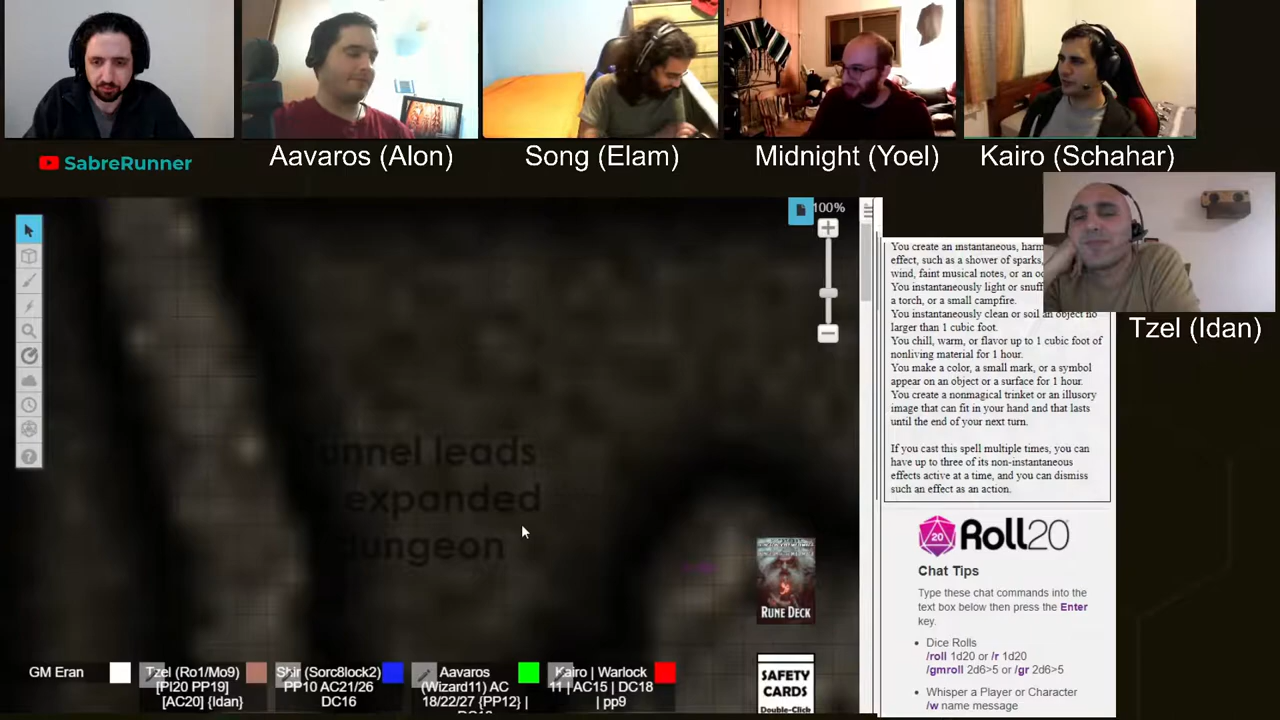 SabreRunner
Aavaros (Alon)
Song (Elam)
Midnight (Yoel)
Kairo (Schahar)
Tzel (Idan)
100%
You create an instantaneous, harm
effect, such as a shower of sparks,
wind, faint musical notes, or an
You instantaneously light or snuff
a torch, or a small campfire.
You instantaneously clean or soil an object no
larger than 1 cubic foot.
You chill, warm, or flavor up to 1 cubic foot of
nonliving material for 1 hour.
You make a color, a small mark, or a symbol
appear on an object or a surface for 1 hour.
You create a nonmagical trinket or an illusory
image that can fit in your hand and that lasts
until the end of your next turn.
If you cast this spell multiple times, you can
have up to three of its non-instantaneous
effects active at a time, and you can dismiss
such an effect as an action.
unnel leads
expanded
dungeon
20
Roll20
Chat Tips
Type these chat commands into the
text box below then press the Enter
key.
• Dice Rolls
/roll 1d20 or /r 1d20
/gmroll 2d6>5 or /gr 2d6>5
• Whisper a Player or Character
/w name message
RUNE DECK
SAFETY
CARDS
Double-Click
GM Eran
Tzel (Ro1/Mo9)
[PI20 PP19]
[AC20] {Idan}
Shir (Sorc8lock2)
PP10 AC21/26
DC16
Aavaros
(Wizard11) AC
18/22/27 {PP12} |
Kairo | Warlock
11 | AC15 | DC18
| pp9